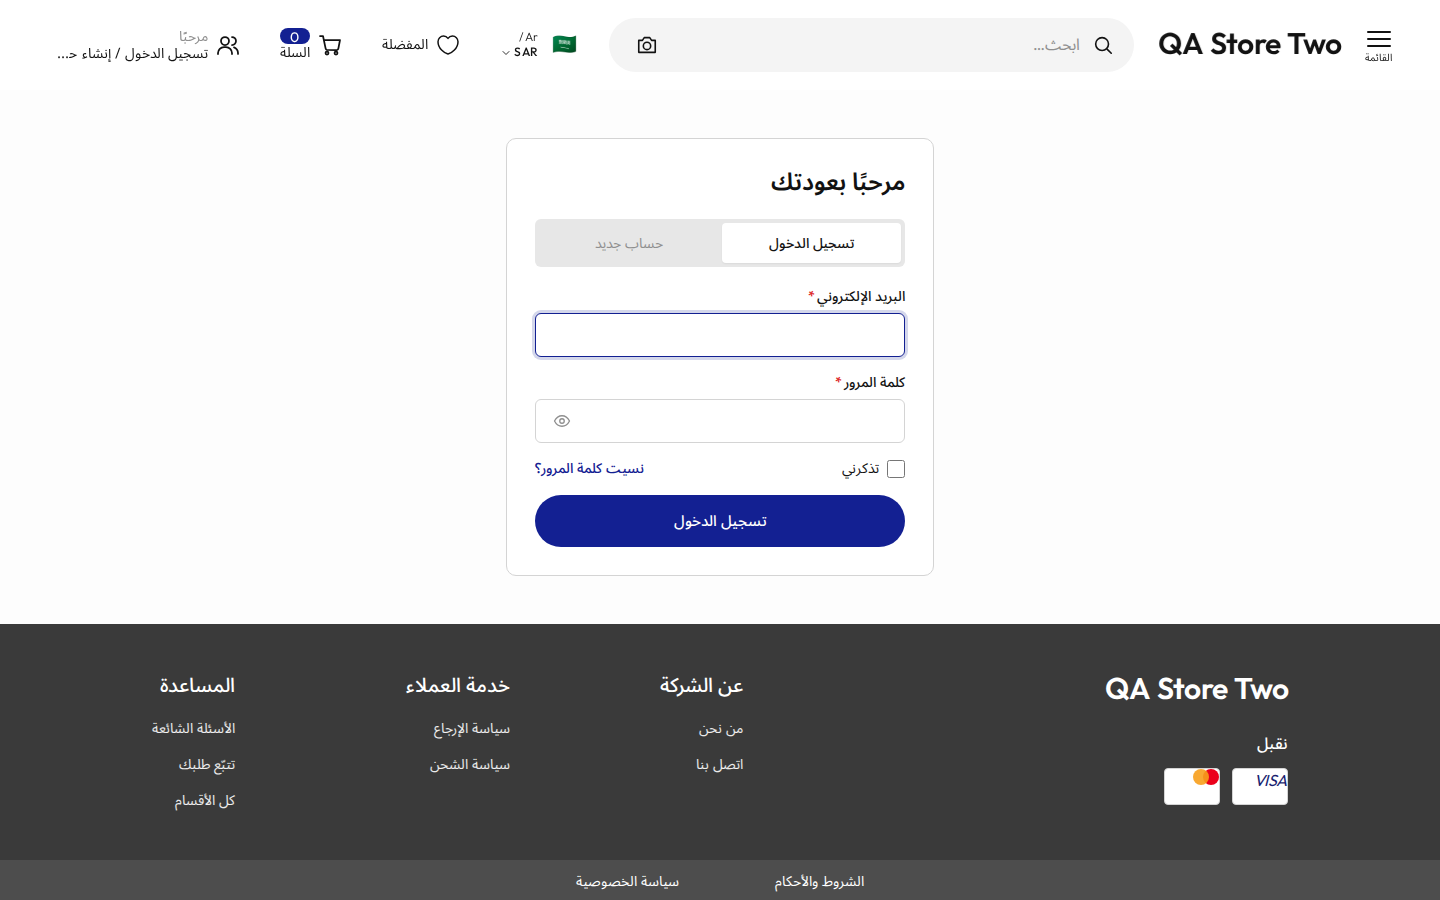 القائمة
QA Store Two
ابحث...
Ar /
SAR
المفضلة
0
السلة
مرحبًا
تسجيل الدخول / إنشاء حـ...
مرحبًا بعودتك
تسجيل الدخول
حساب جديد
البريد الإلكتروني *
كلمة المرور *
تذكرني
نسيت كلمة المرور؟
تسجيل الدخول
QA Store Two
نقبل
VISA
عن الشركة
من نحن
اتصل بنا
خدمة العملاء
سياسة الإرجاع
سياسة الشحن
المساعدة
الأسئلة الشائعة
تتبّع طلبك
كل الأقسام
الشروط والأحكام
سياسة الخصوصية